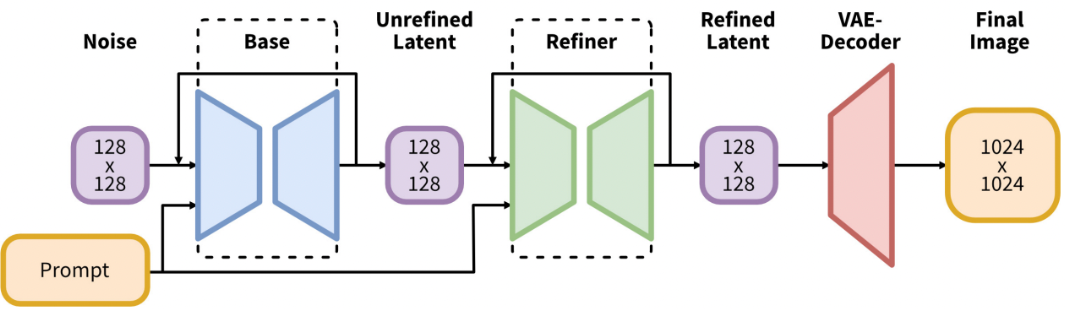 Noise
Base
Unrefined
Latent
Refiner
Refined
Latent
VAE-
Decoder
Final
Image
128
x
128
128
x
128
128
x
128
1024
x
1024
Prompt